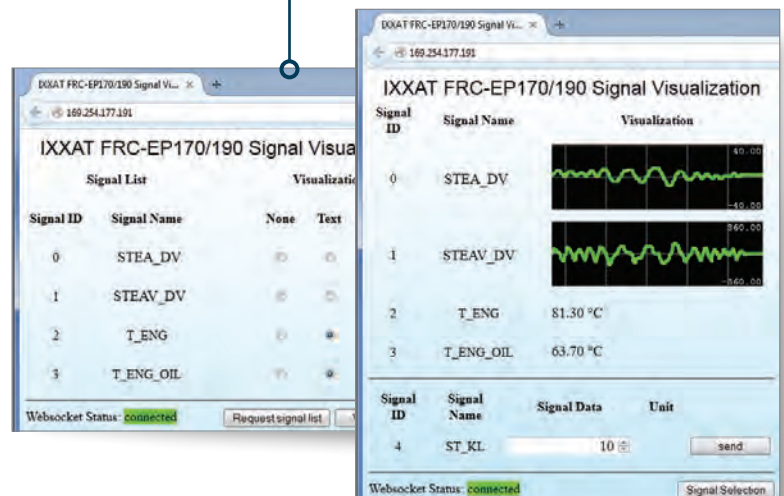 IXXAT FRC-EP170/190 Signal Vi...
169.254.177.191
IXXAT FRC-EP170/190 Signal Visua
Signal List
Signal ID Signal Name None Text
0 STEA_DV
1 STEAV_DV
2 T_ENG
3 T_ENG_OIL
Websocket Status: connected Request signal list
IXXAT FRC-EP170/190 Signal Vi...
169.254.177.191
IXXAT FRC-EP170/190 Signal Visualization
Signal ID Signal Name Visualization
0 STEA_DV
40.00
-40.00
1 STEAV_DV
360.00
-360.00
2 T_ENG 81.30 °C
3 T_ENG_OIL 63.70 °C
Signal ID Signal Name Signal Data Unit
4 ST_KL 10 send
Websocket Status: connected Signal Selection